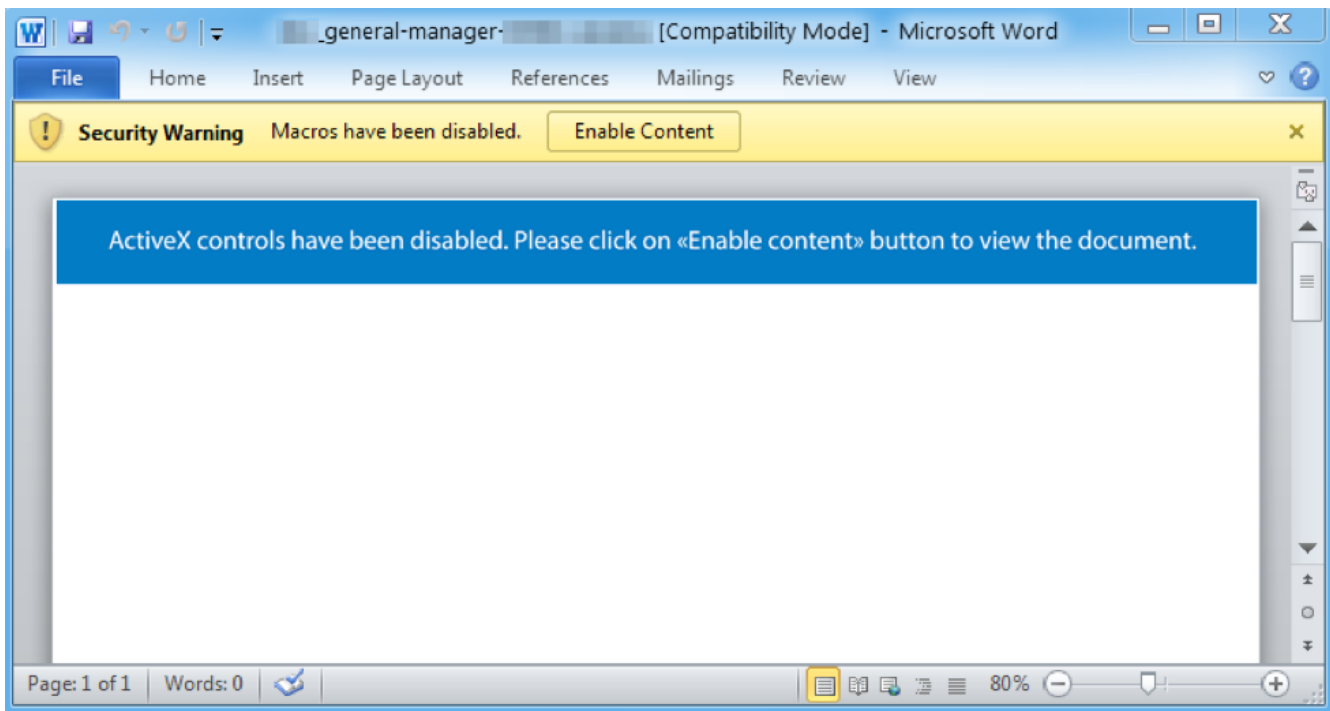 _general-manager- [Compatibility Mode] - Microsoft Word
File Home Insert Page Layout References Mailings Review View
Security Warning Macros have been disabled. Enable Content
ActiveX controls have been disabled. Please click on «Enable content» button to view the document.
Page: 1 of 1 Words: 0 80%